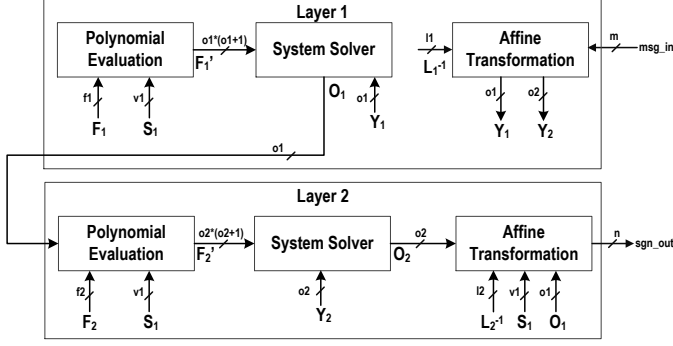 Layer 1
Polynomial
Evaluation
o1*(o1+1)
F₁'
System Solver
l1
L₁⁻¹
Affine
Transformation
m
msg_in
f1
v1
O₁
o1
o1
o2
F₁
S₁
Y₁
Y₁
Y₂
o1
Layer 2
Polynomial
Evaluation
o2*(o2+1)
F₂'
System Solver
o2
O₂
Affine
Transformation
n
sgn_out
f2
v1
o2
l2
v1
o1
F₂
S₁
Y₂
L₂⁻¹
S₁
O₁